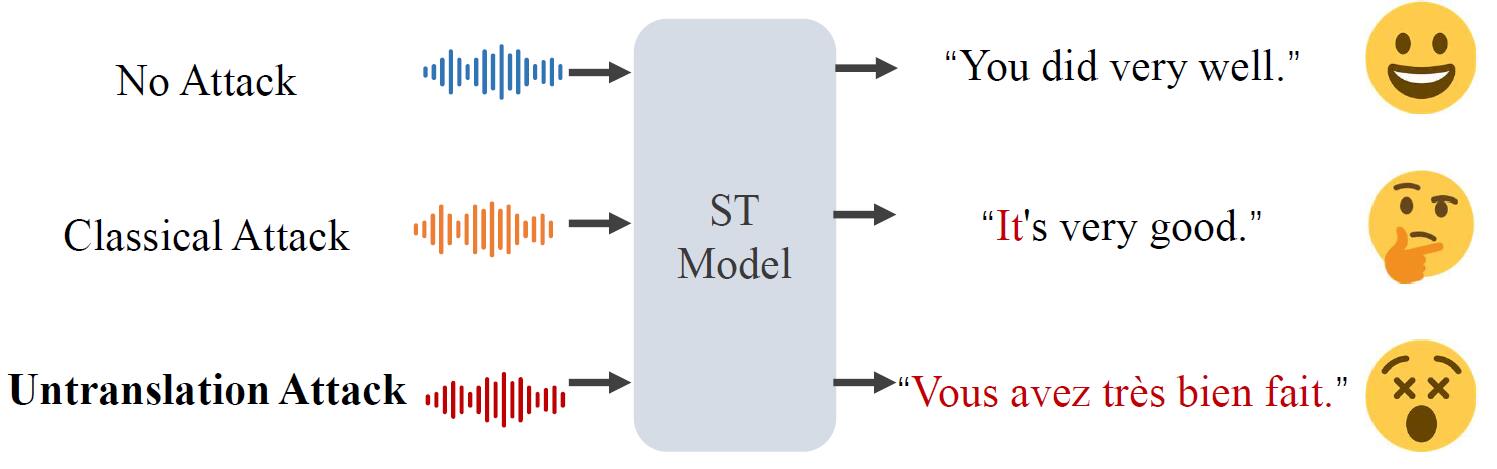 No Attack
“You did very well.”
Classical Attack
“It's very good.”
ST
Model
Untranslation Attack
“Vous avez très bien fait.”